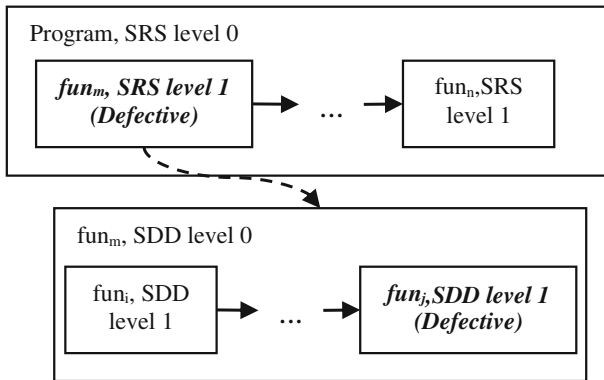 Program, SRS level 0
funm, SRS level 1
(Defective)
...
funn,SRS
level 1
funm, SDD level 0
funi, SDD
level 1
...
funj,SDD level 1
(Defective)